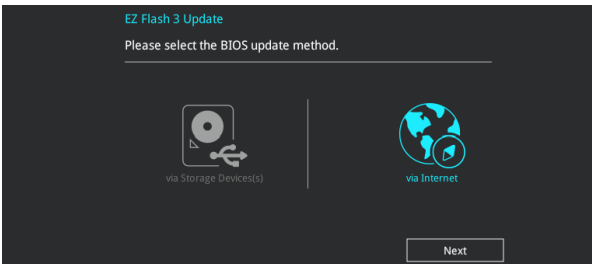 EZ Flash 3 Update
Please select the BIOS update method.
via Storage Devices(s)
via Internet
Next